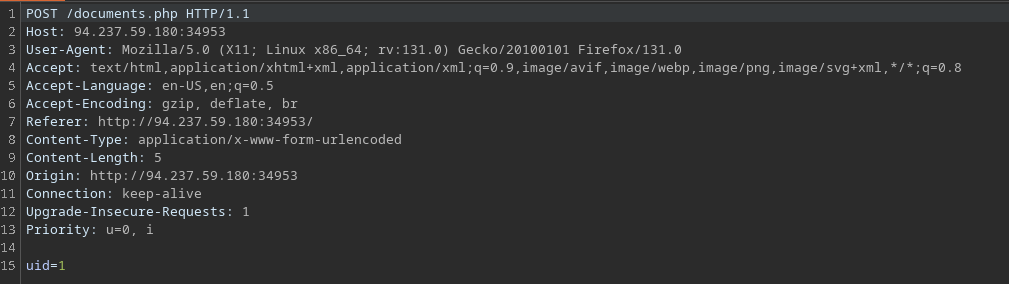 1 POST /documents.php HTTP/1.1
2 Host: 94.237.59.180:34953
3 User-Agent: Mozilla/5.0 (X11; Linux x86_64; rv:131.0) Gecko/20100101 Firefox/131.0
4 Accept: text/html,application/xhtml+xml,application/xml;q=0.9,image/avif,image/webp,image/png,image/svg+xml,*/*;q=0.8
5 Accept-Language: en-US,en;q=0.5
6 Accept-Encoding: gzip, deflate, br
7 Referer: http://94.237.59.180:34953/
8 Content-Type: application/x-www-form-urlencoded
9 Content-Length: 5
10 Origin: http://94.237.59.180:34953
11 Connection: keep-alive
12 Upgrade-Insecure-Requests: 1
13 Priority: u=0, i
14
15 uid=1